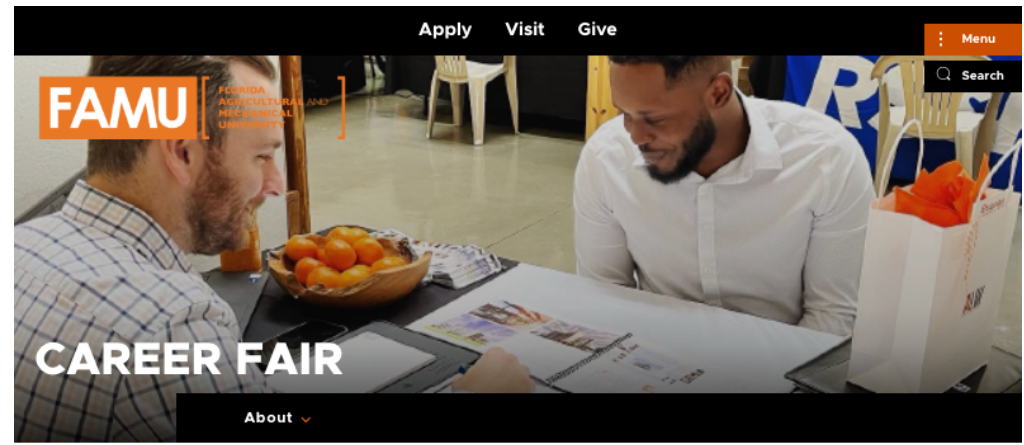 Apply Visit Give
Menu
Search
FAMU
FLORIDA
AGRICULTURAL AND
MECHANICAL
UNIVERSITY
CAREER FAIR
About